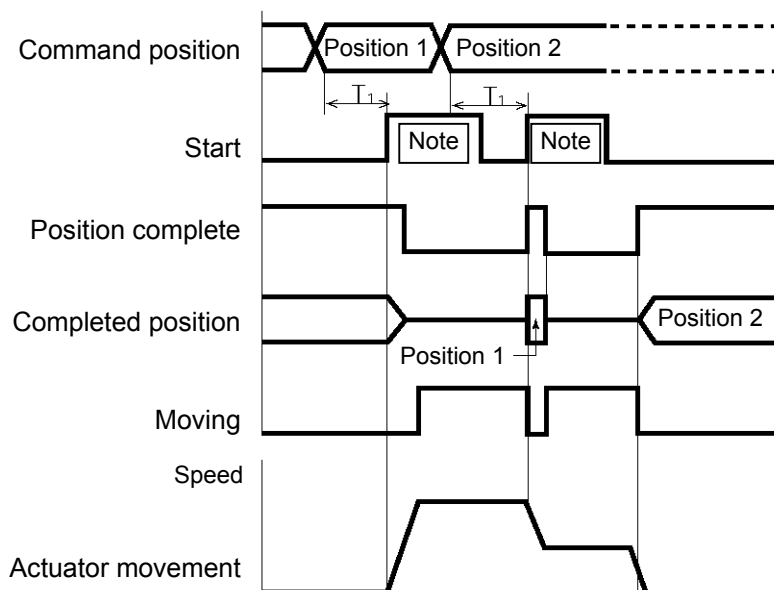 Command position
Position 1
Position 2
T₁
T₁
Start
Note
Note
Position complete
Completed position
Position 2
Position 1
Moving
Speed
Actuator movement